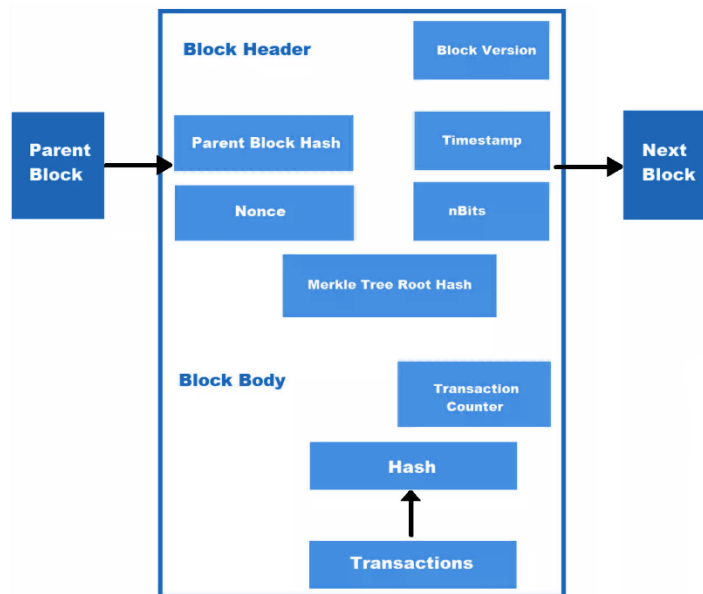 Block Header
Block Version
Parent
Block
Parent Block Hash
Timestamp
Next
Block
Nonce
nBits
Merkle Tree Root Hash
Block Body
Transaction
Counter
Hash
Transactions